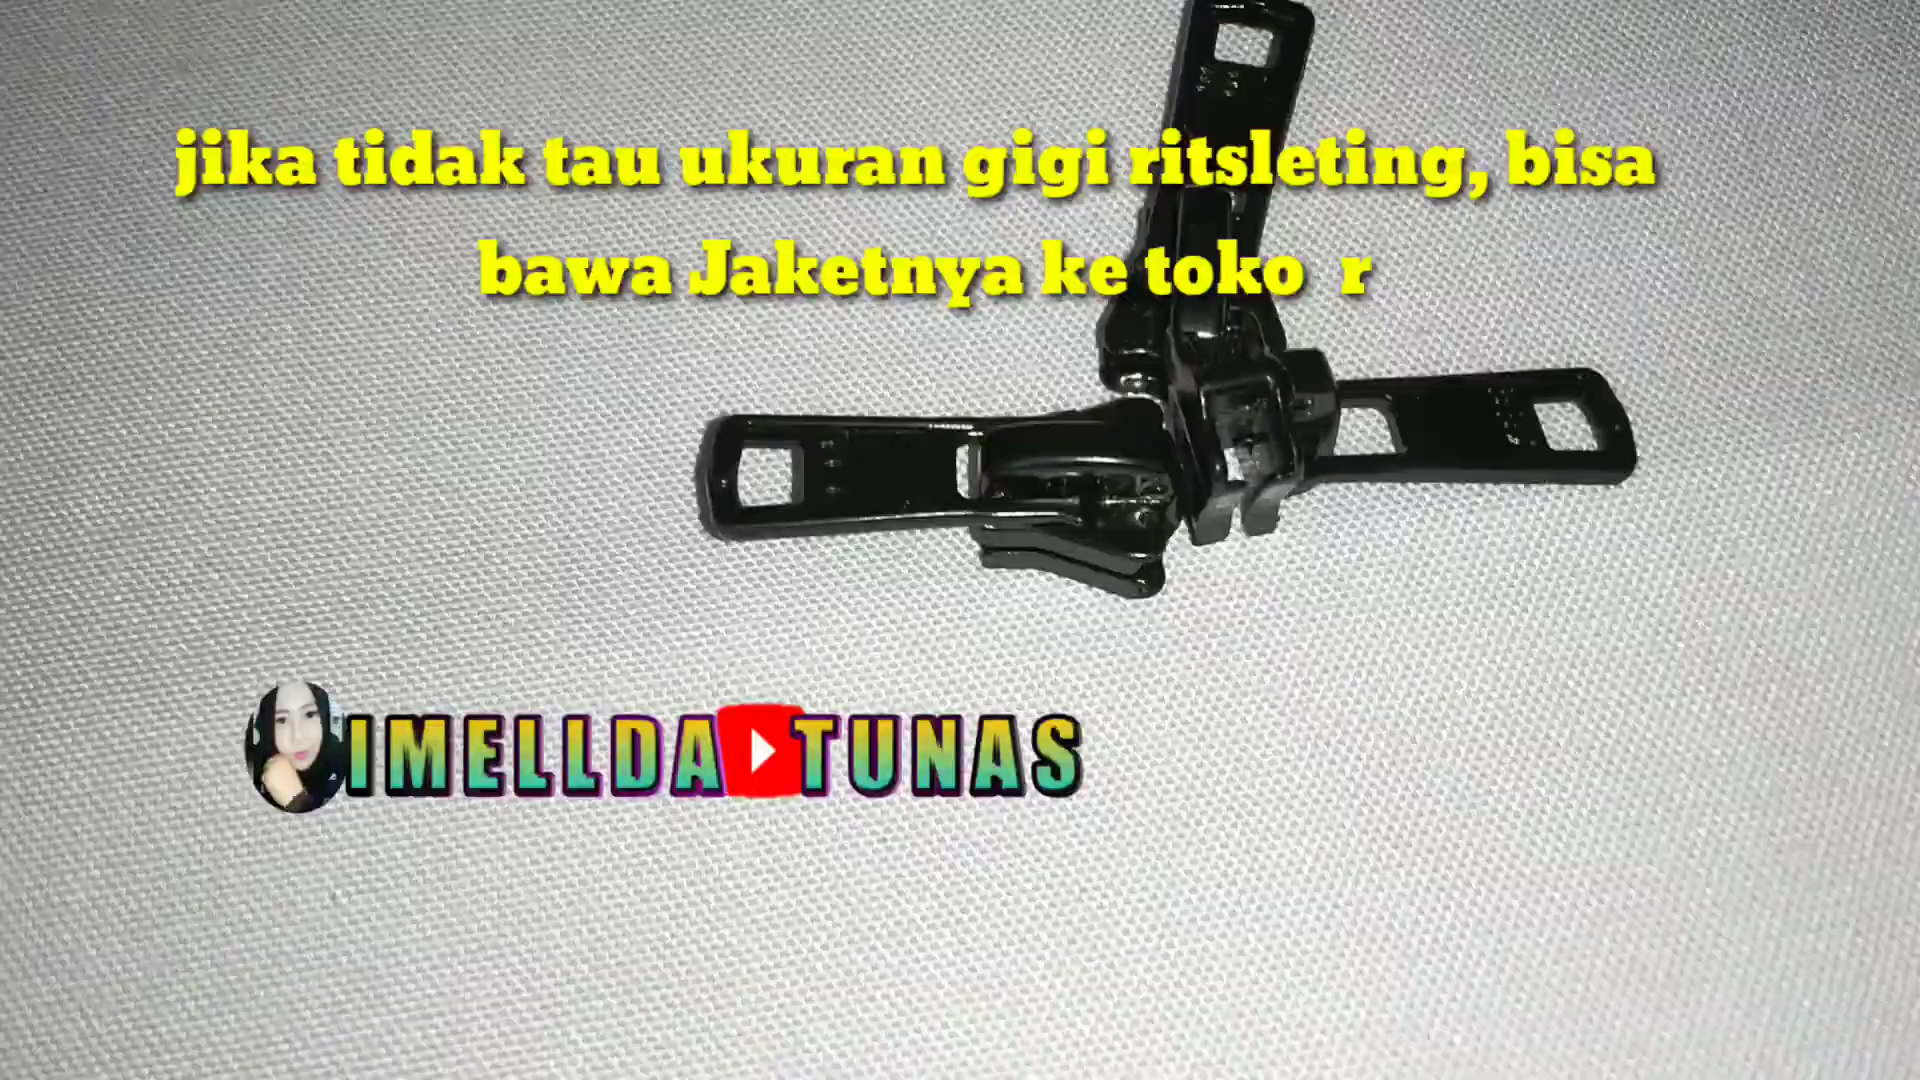 jika tidak tau ukuran gigi ritsleting, bisa
bawa Jaketnya ke toko r
IMELLDA TUNAS